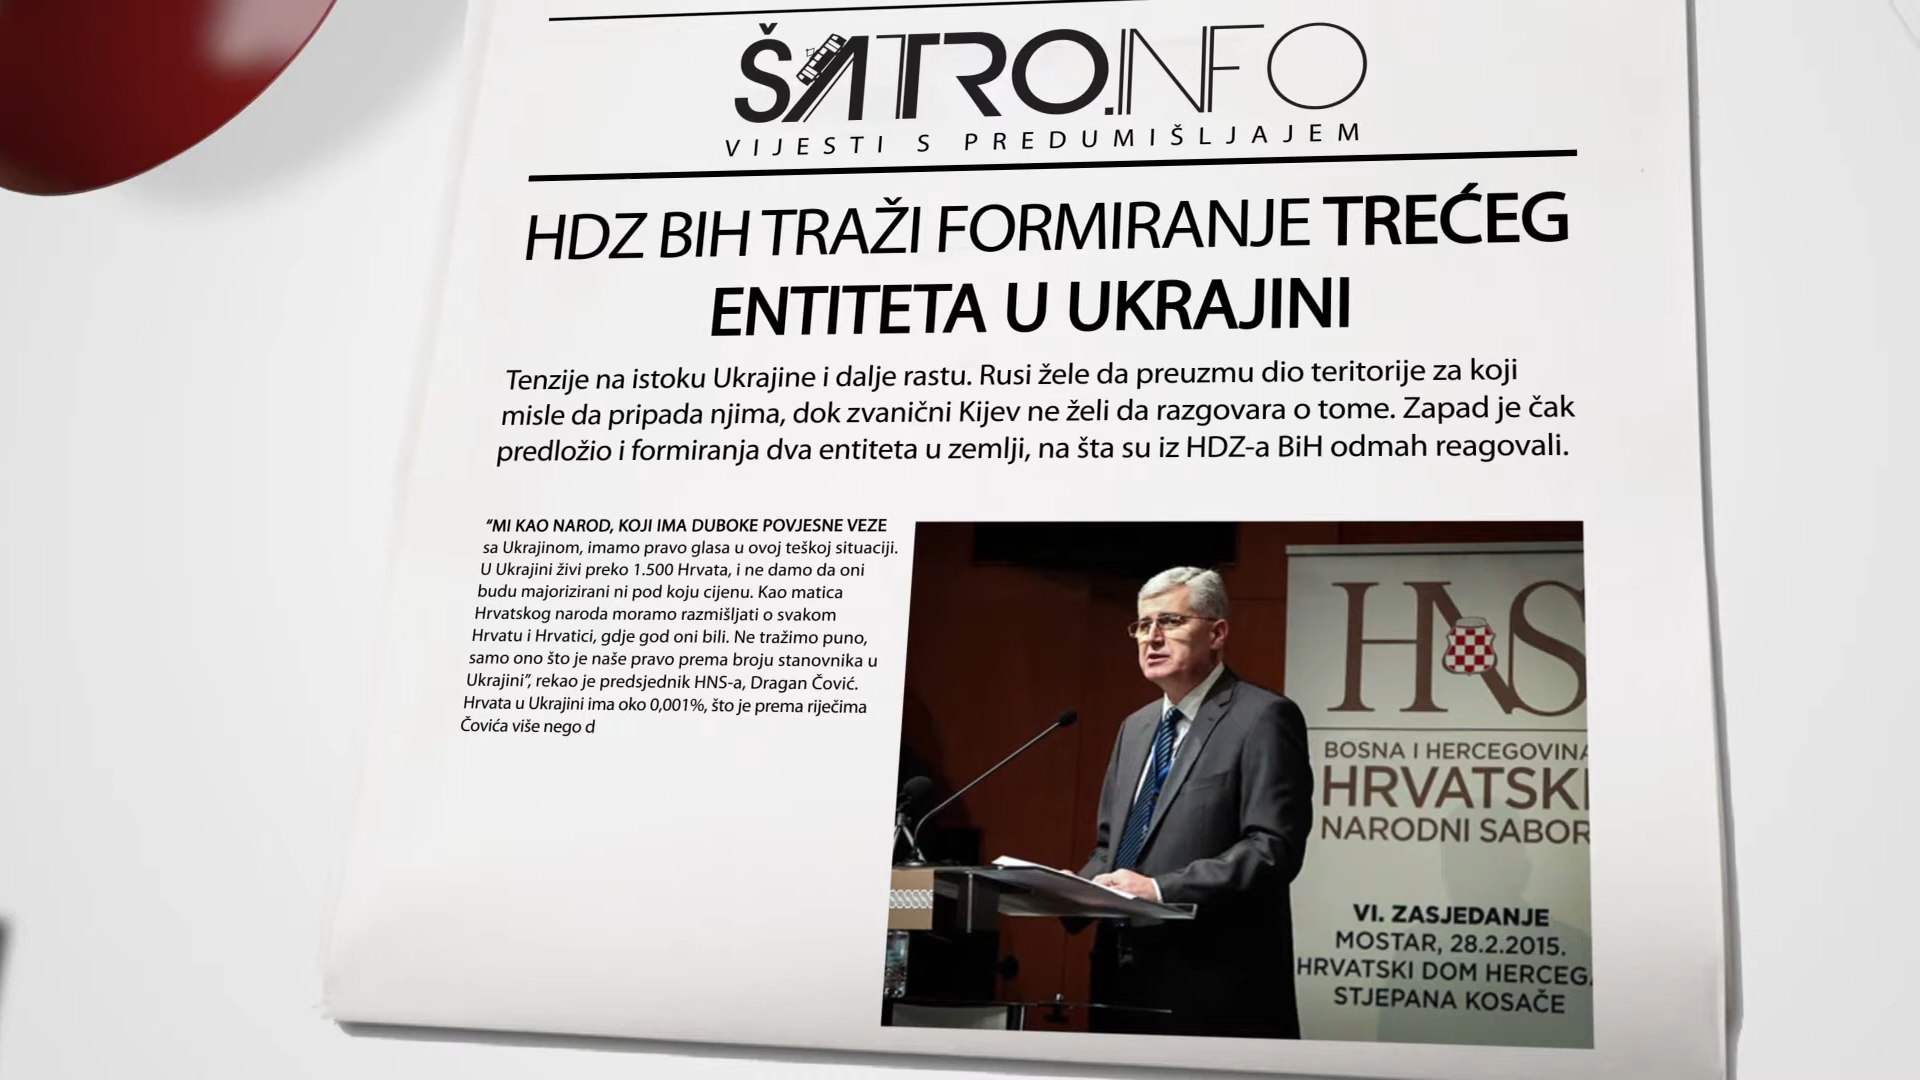 ŠATRO.INFO
VIJESTI S PREDUMIŠLJAJEM
HDZ BIH TRAŽI FORMIRANJE TREĆEG
ENTITETA U UKRAJINI
Tenzije na istoku Ukrajine i dalje rastu. Rusi žele da preuzmu dio teritorije za koji
misle da pripada njima, dok zvanični Kijev ne želi da razgovara o tome. Zapad je čak
predložio i formiranja dva entiteta u zemlji, na šta su iz HDZ-a BiH odmah reagovali.
“MI KAO NAROD, KOJI IMA DUBOKE POVJESNE VEZE
sa Ukrajinom, imamo pravo glasa u ovoj teškoj situaciji.
U Ukrajini živi preko 1.500 Hrvata, i ne damo da oni
budu majorizirani ni pod koju cijenu. Kao matica
Hrvatskog naroda moramo razmišljati o svakom
Hrvatu i Hrvatici, gdje god oni bili. Ne tražimo puno,
samo ono što je naše pravo prema broju stanovnika u
Ukrajini”, rekao je predsjednik HNS-a, Dragan Čović.
Hrvata u Ukrajini ima oko 0,001%, što je prema riječima
Čovića više nego d
HNS
BOSNA I HERCEGOVINA
HRVATSKI
NARODNI SABOR
VI. ZASJEDANJE
MOSTAR, 28.2.2015.
HRVATSKI DOM HERCEG
STJEPANA KOSAČE